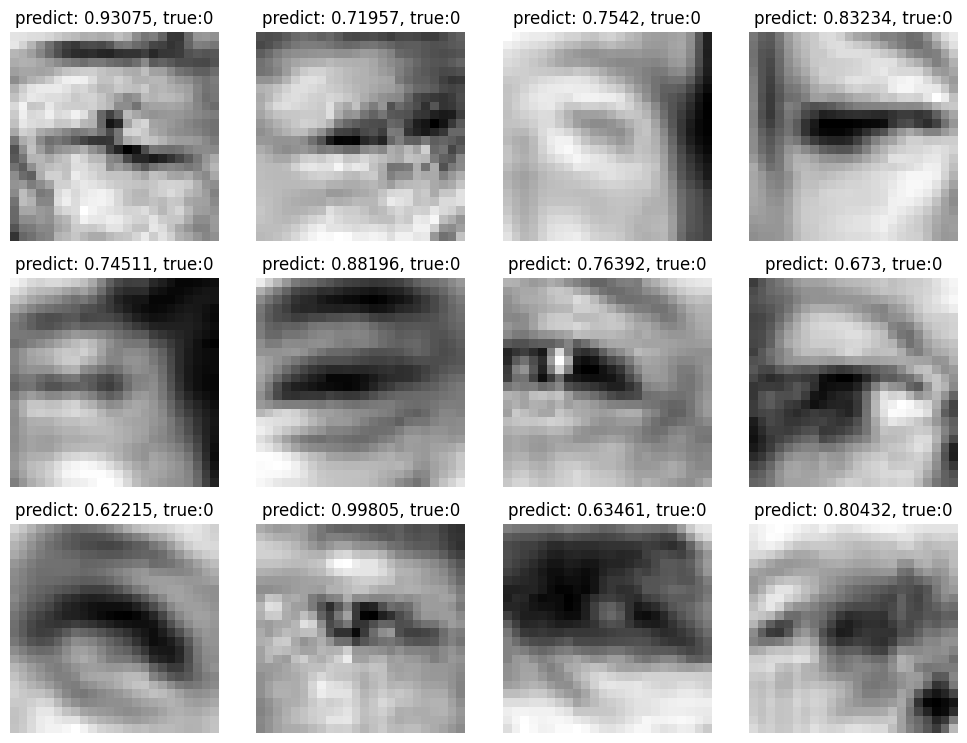 predict: 0.93075, true:0
predict: 0.71957, true:0
predict: 0.7542, true:0
predict: 0.83234, true:0
predict: 0.74511, true:0
predict: 0.88196, true:0
predict: 0.76392, true:0
predict: 0.673, true:0
predict: 0.62215, true:0
predict: 0.99805, true:0
predict: 0.63461, true:0
predict: 0.80432, true:0